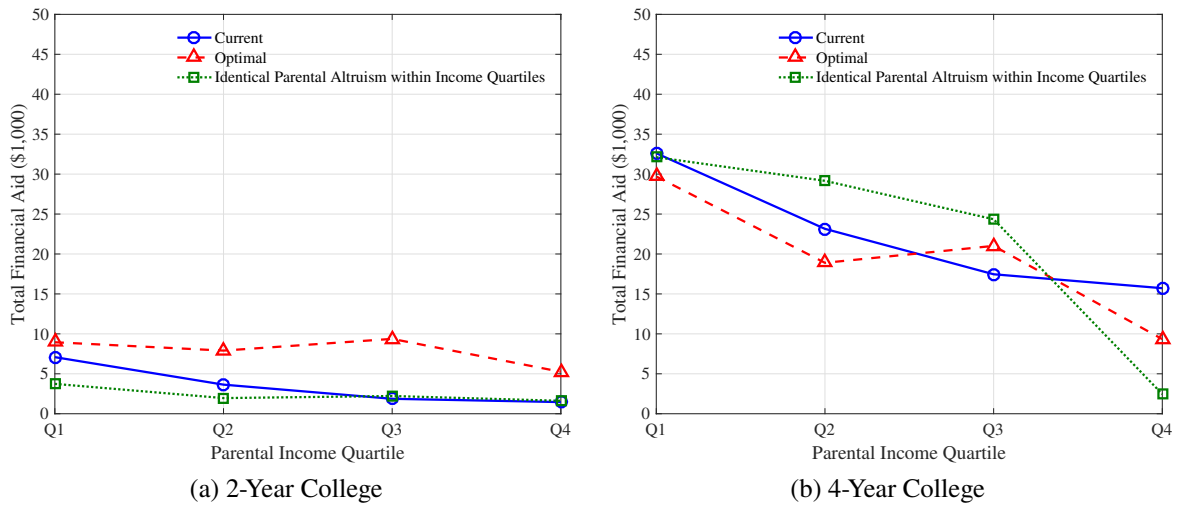 50
45
40
35
30
25
20
15
10
5
0
Total Financial Aid ($1,000)
Current
Optimal
Identical Parental Altruism within Income Quartiles
Q1 Q2 Q3 Q4
Parental Income Quartile
(a) 2-Year College
50
45
40
35
30
25
20
15
10
5
0
Total Financial Aid ($1,000)
Current
Optimal
Identical Parental Altruism within Income Quartiles
Q1 Q2 Q3 Q4
Parental Income Quartile
(b) 4-Year College